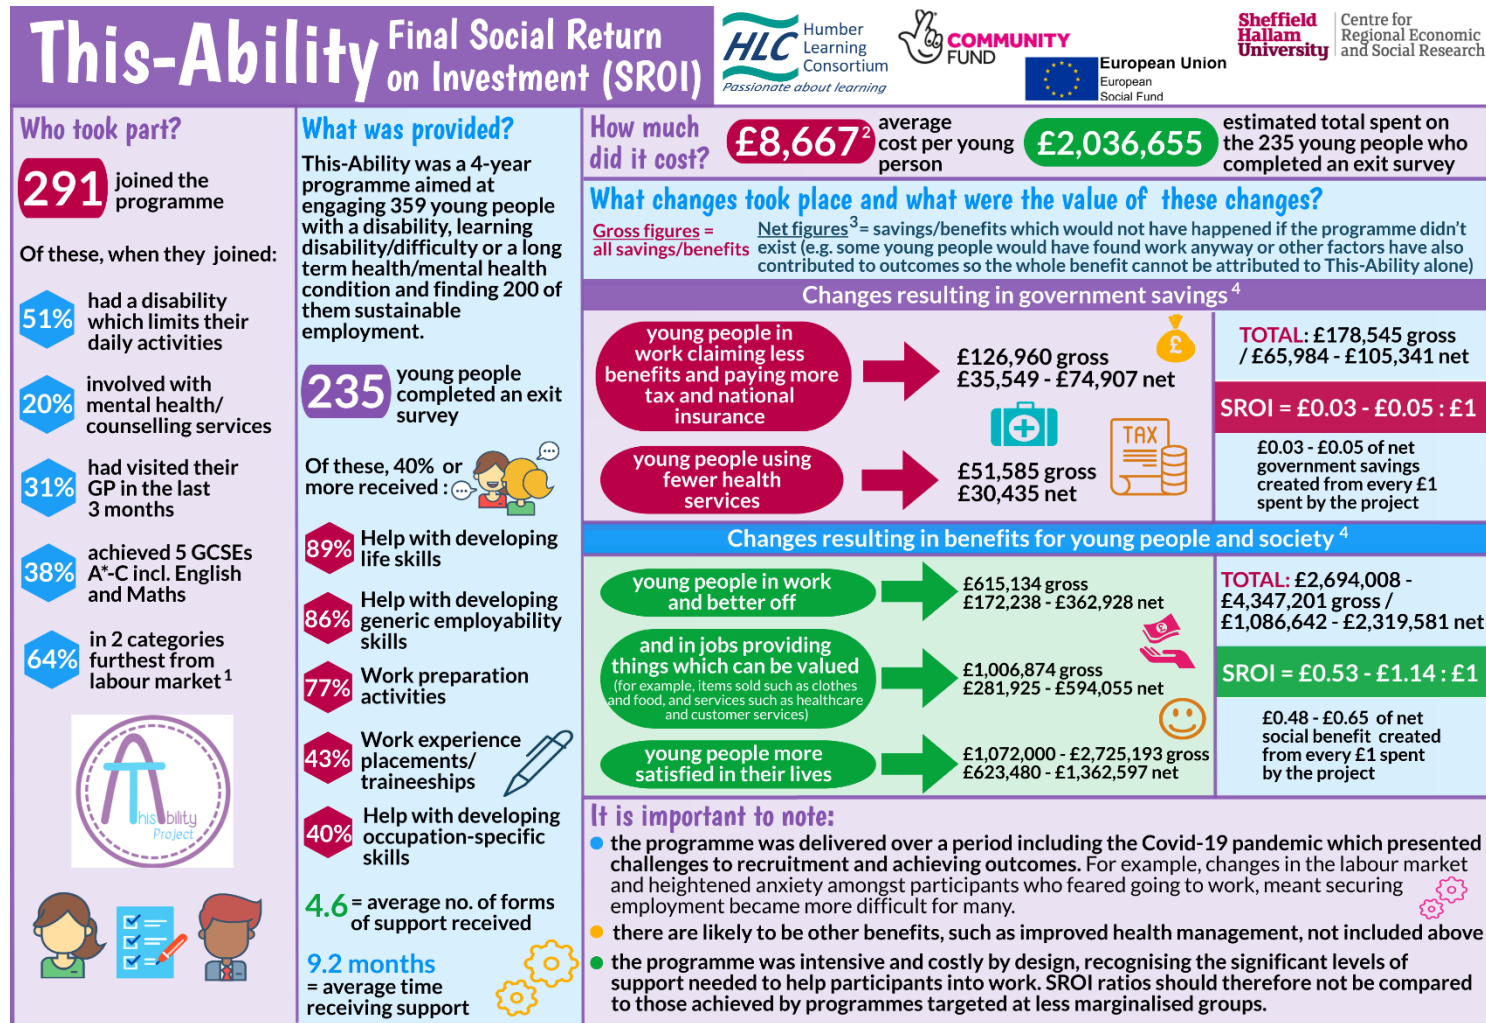 This-Ability
Final Social Return
on Investment (SROI)
HLC
Humber
Learning
Consortium
Passionate about learning
COMMUNITY
FUND
European Union
European
Social Fund
Sheffield
Hallam
University
Centre for
Regional Economic
and Social Research
Who took part?
291
joined the
programme
Of these, when they joined:
51%
had a disability
which limits their
daily activities
20%
involved with
mental health/
counselling services
31%
had visited their
GP in the last
3 months
38%
achieved 5 GCSEs
A*-C incl. English
and Maths
64%
in 2 categories
furthest from
labour market 1
ThisAbility
Project
What was provided?
This-Ability was a 4-year
programme aimed at
engaging 359 young people
with a disability, learning
disability/difficulty or a long
term health/mental health
condition and finding 200 of
them sustainable
employment.
235
young people
completed an exit
survey
Of these, 40% or
more received :
89%
Help with developing
life skills
86%
Help with developing
generic employability
skills
77%
Work preparation
activities
43%
Work experience
placements/
traineeships
40%
Help with developing
occupation-specific
skills
4.6 = average no. of forms
of support received
9.2 months
= average time
receiving support
How much
did it cost?
£8,667 2
average
cost per young
person
£2,036,655
estimated total spent on
the 235 young people who
completed an exit survey
What changes took place and what were the value of these changes?
Gross figures =
all savings/benefits
Net figures 3 = savings/benefits which would not have happened if the programme didn't
exist (e.g. some young people would have found work anyway or other factors have also
contributed to outcomes so the whole benefit cannot be attributed to This-Ability alone)
Changes resulting in government savings 4
young people in
work claiming less
benefits and paying more
tax and national
insurance
£126,960 gross
£35,549 - £74,907 net
£
TAX
young people using
fewer health
services
£51,585 gross
£30,435 net
TOTAL: £178,545 gross
/ £65,984 - £105,341 net
SROI = £0.03 - £0.05 : £1
£0.03 - £0.05 of net
government savings
created from every £1
spent by the project
Changes resulting in benefits for young people and society 4
young people in work
and better off
£615,134 gross
£172,238 - £362,928 net
and in jobs providing
things which can be valued
(for example, items sold such as clothes
and food, and services such as healthcare
and customer services)
£1,006,874 gross
£281,925 - £594,055 net
£
young people more
satisfied in their lives
£1,072,000 - £2,725,193 gross
£623,480 - £1,362,597 net
TOTAL: £2,694,008 -
£4,347,201 gross /
£1,086,642 - £2,319,581 net
SROI = £0.53 - £1.14 : £1
£0.48 - £0.65 of net
social benefit created
from every £1 spent
by the project
It is important to note:
the programme was delivered over a period including the Covid-19 pandemic which presented
challenges to recruitment and achieving outcomes. For example, changes in the labour market
and heightened anxiety amongst participants who feared going to work, meant securing
employment became more difficult for many.
there are likely to be other benefits, such as improved health management, not included above
the programme was intensive and costly by design, recognising the significant levels of
support needed to help participants into work. SROI ratios should therefore not be compared
to those achieved by programmes targeted at less marginalised groups.